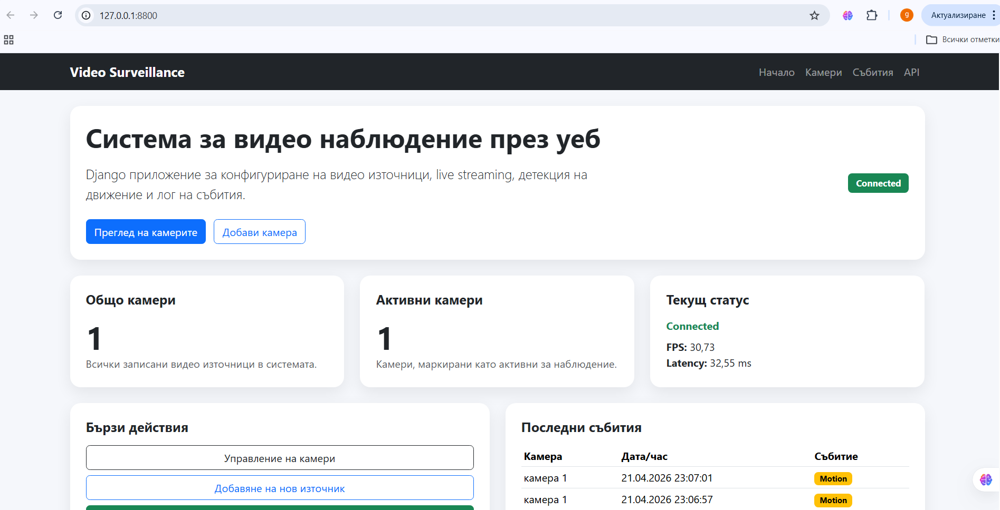 127.0.0.1:8800
g
Актуализиране
Всички отметки
Video Surveillance
Начало Камери Събития API
Система за видео наблюдение през уеб
Django приложение за конфигуриране на видео източници, live streaming, детекция на
движение и лог на събития.
Connected
Преглед на камерите Добави камера
Общо камери
1
Всички записани видео източници в системата.
Активни камери
1
Камери, маркирани като активни за наблюдение.
Текущ статус
Connected
FPS: 30,73
Latency: 32,55 ms
Бързи действия
Управление на камери
Добавяне на нов източник
Последни събития
Камера Дата/час Събитие
камера 1 21.04.2026 23:07:01 Motion
камера 1 21.04.2026 23:06:57 Motion